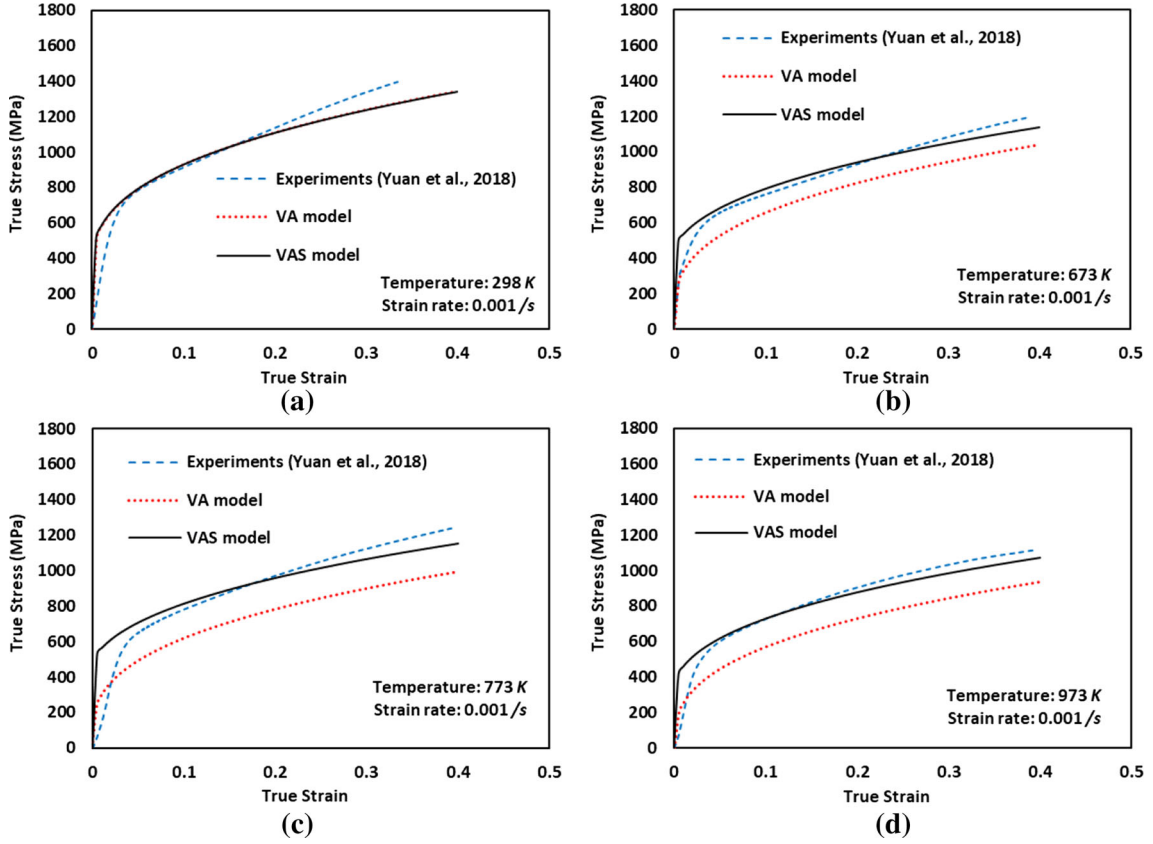 1800
1600
1400
1200
1000
800
600
400
200
0
True Stress (MPa)
Experiments (Yuan et al., 2018)
VA model
VAS model
Temperature: 298 K
Strain rate: 0.001 /s
0 0.1 0.2 0.3 0.4 0.5
True Strain
(a)
1800
1600
1400
1200
1000
800
600
400
200
0
True Stress (MPa)
Experiments (Yuan et al., 2018)
VA model
VAS model
Temperature: 673 K
Strain rate: 0.001 /s
0 0.1 0.2 0.3 0.4 0.5
True Strain
(b)
1800
1600
1400
1200
1000
800
600
400
200
0
True Stress (MPa)
Experiments (Yuan et al., 2018)
VA model
VAS model
Temperature: 773 K
Strain rate: 0.001 /s
0 0.1 0.2 0.3 0.4 0.5
True Strain
(c)
1800
1600
1400
1200
1000
800
600
400
200
0
True Stress (MPa)
Experiments (Yuan et al., 2018)
VA model
VAS model
Temperature: 973 K
Strain rate: 0.001 /s
0 0.1 0.2 0.3 0.4 0.5
True Strain
(d)